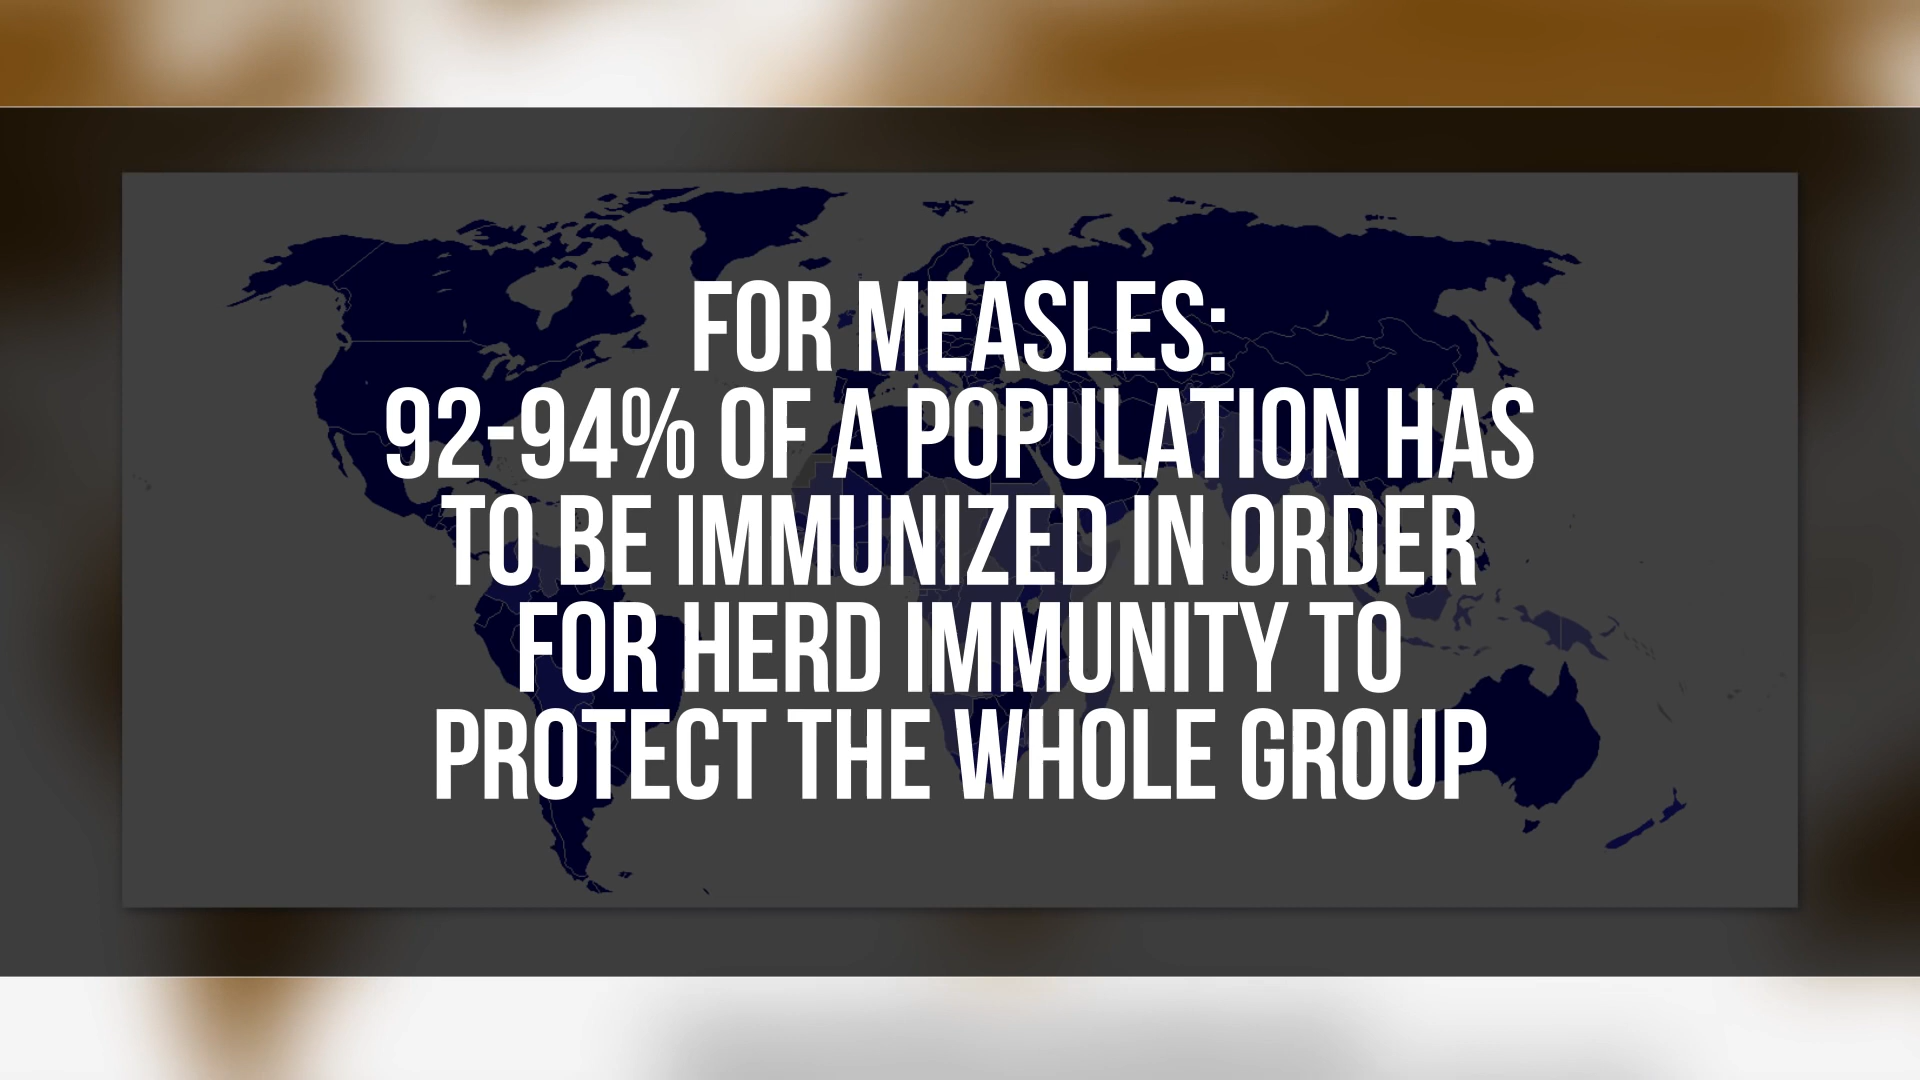 FOR MEASLES:
92-94% OF A POPULATION HAS
TO BE IMMUNIZED IN ORDER
FOR HERD IMMUNITY TO
PROTECT THE WHOLE GROUP